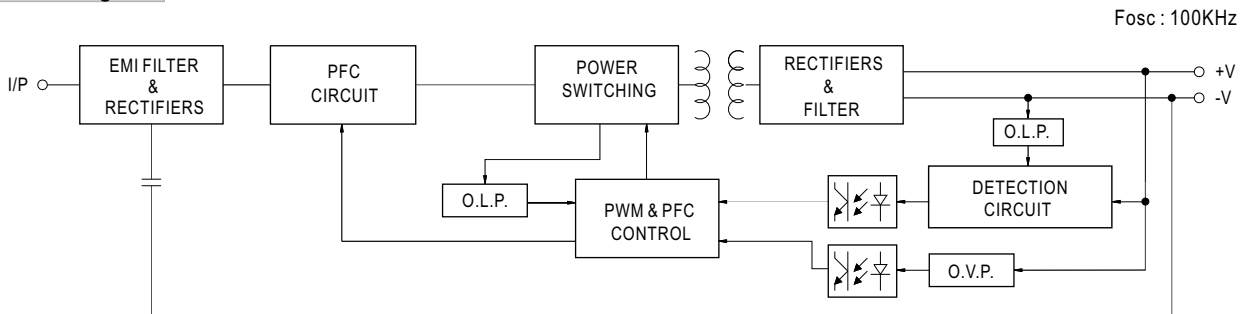 Fosc : 100KHz
I/P
EMI FILTER
&
RECTIFIERS
PFC
CIRCUIT
POWER
SWITCHING
RECTIFIERS
&
FILTER
+V
-V
O.L.P.
O.L.P.
PWM & PFC
CONTROL
DETECTION
CIRCUIT
O.V.P.